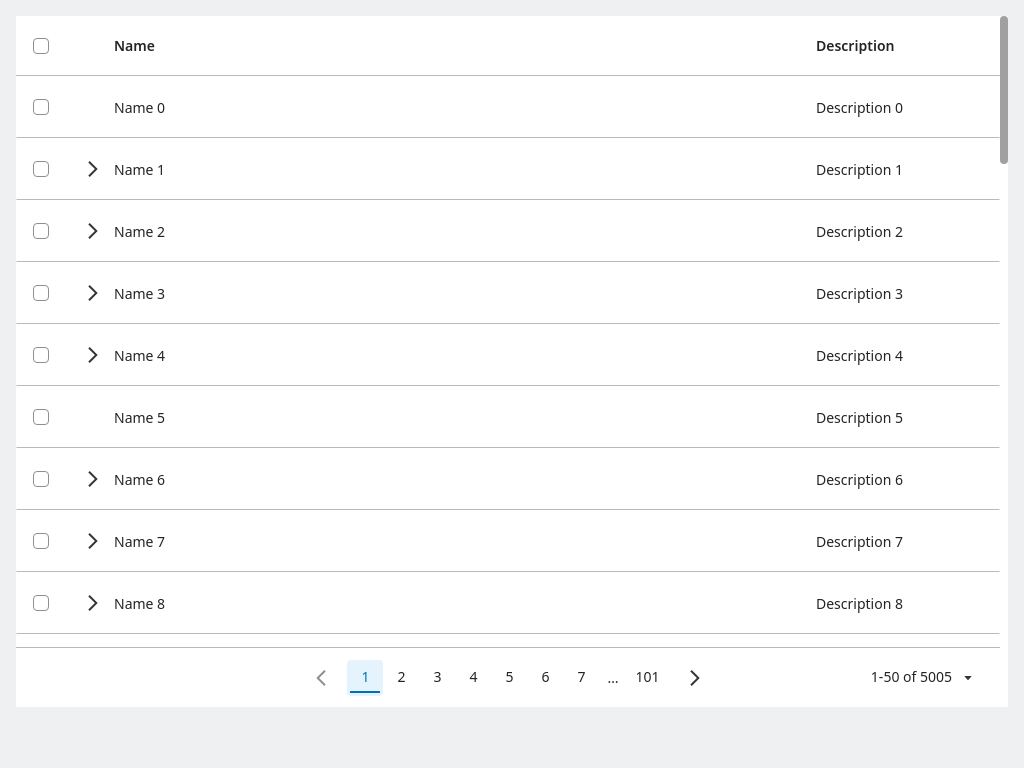 Name Description
Name 0 Description 0
Name 1 Description 1
Name 2 Description 2
Name 3 Description 3
Name 4 Description 4
Name 5 Description 5
Name 6 Description 6
Name 7 Description 7
Name 8 Description 8
1 2 3 4 5 6 7 ... 101 1-50 of 5005